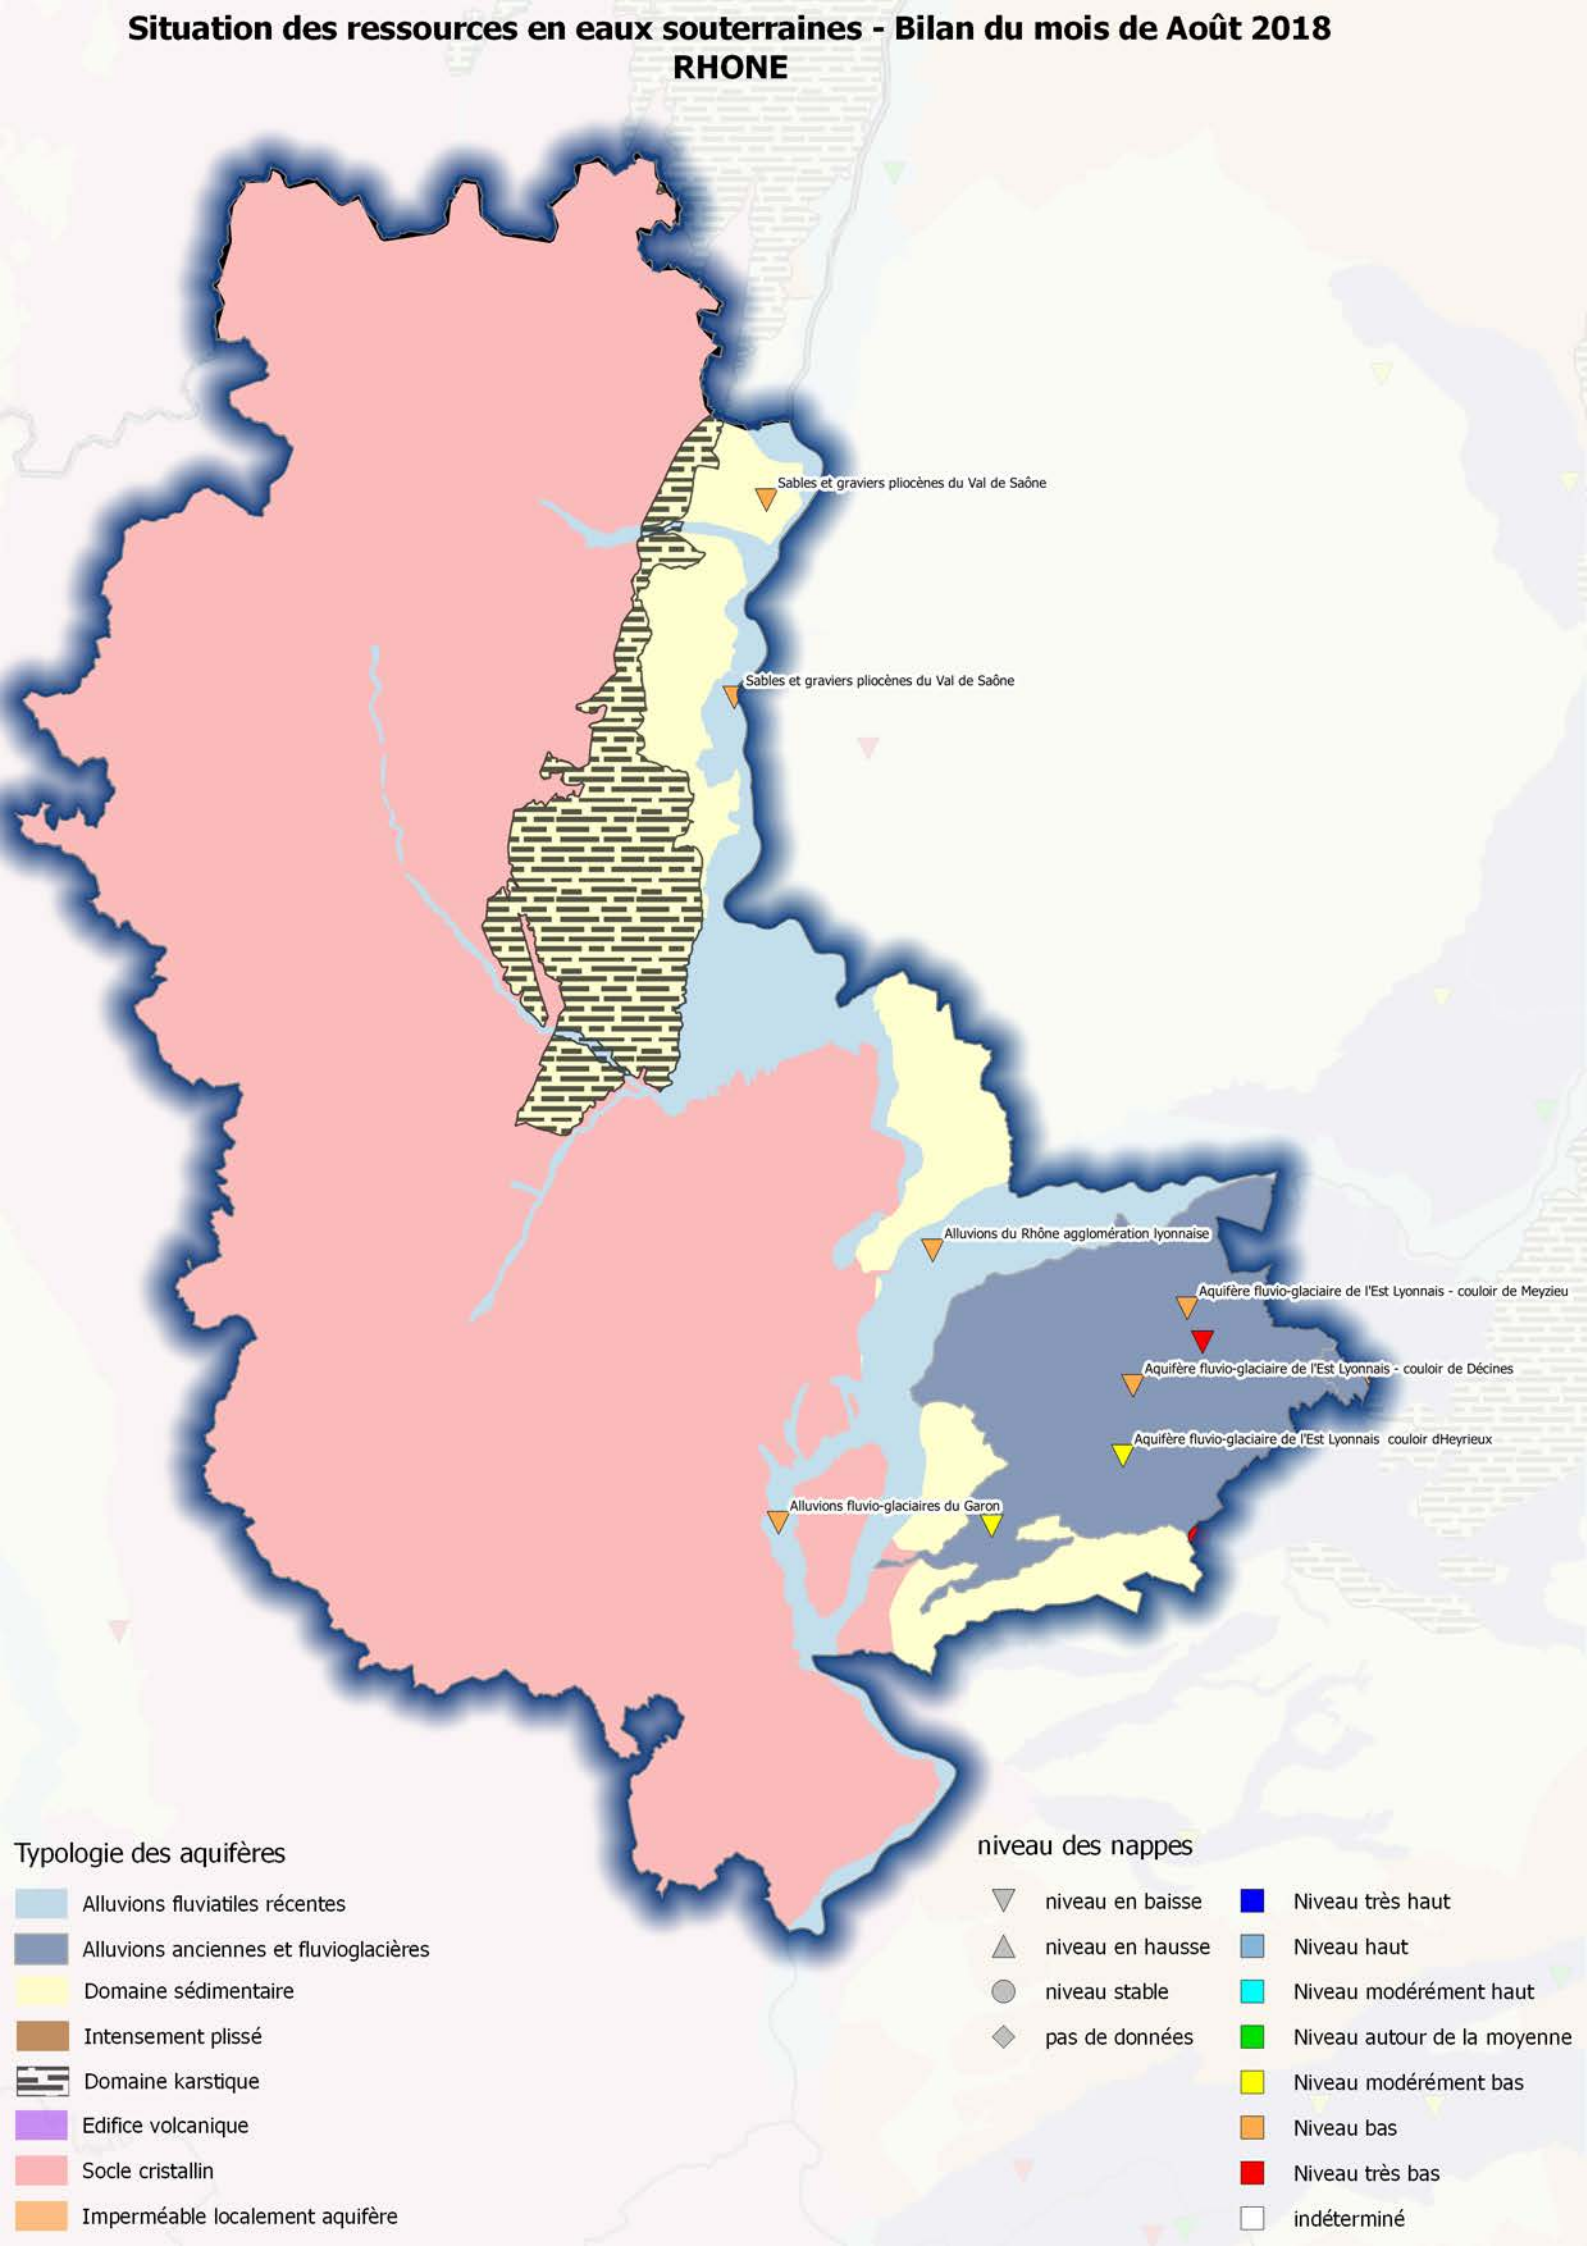 Situation des ressources en eaux souterraines - Bilan du mois de Août 2018
RHONE
Sables et graviers pliocènes du Val de Saône
Sables et graviers pliocènes du Val de Saône
Alluvions du Rhône agglomération lyonnaise
Aquifère fluvio-glaciaire de l'Est Lyonnais - couloir de Meyzieu
Aquifère fluvio-glaciaire de l'Est Lyonnais - couloir de Décines
Aquifère fluvio-glaciaire de l'Est Lyonnais couloir dHeyrieux
Alluvions fluvio-glaciaires du Garon
Typologie des aquifères
Alluvions fluviatiles récentes
Alluvions anciennes et fluvioglacières
Domaine sédimentaire
Intensement plissé
Domaine karstique
Edifice volcanique
Socle cristallin
Imperméable localement aquifère
niveau des nappes
niveau en baisse
niveau en hausse
niveau stable
pas de données
Niveau très haut
Niveau haut
Niveau modérément haut
Niveau autour de la moyenne
Niveau modérément bas
Niveau bas
Niveau très bas
indéterminé